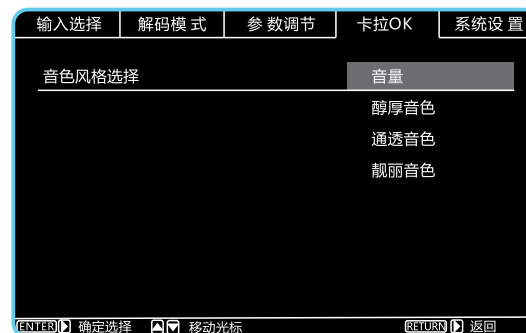 输入选择 解码模式 参数调节 卡拉OK 系统设置
音色风格选择 音量
醇厚音色
通透音色
靓丽音色
ENTER 确定选择 移动光标 RETURN 返回